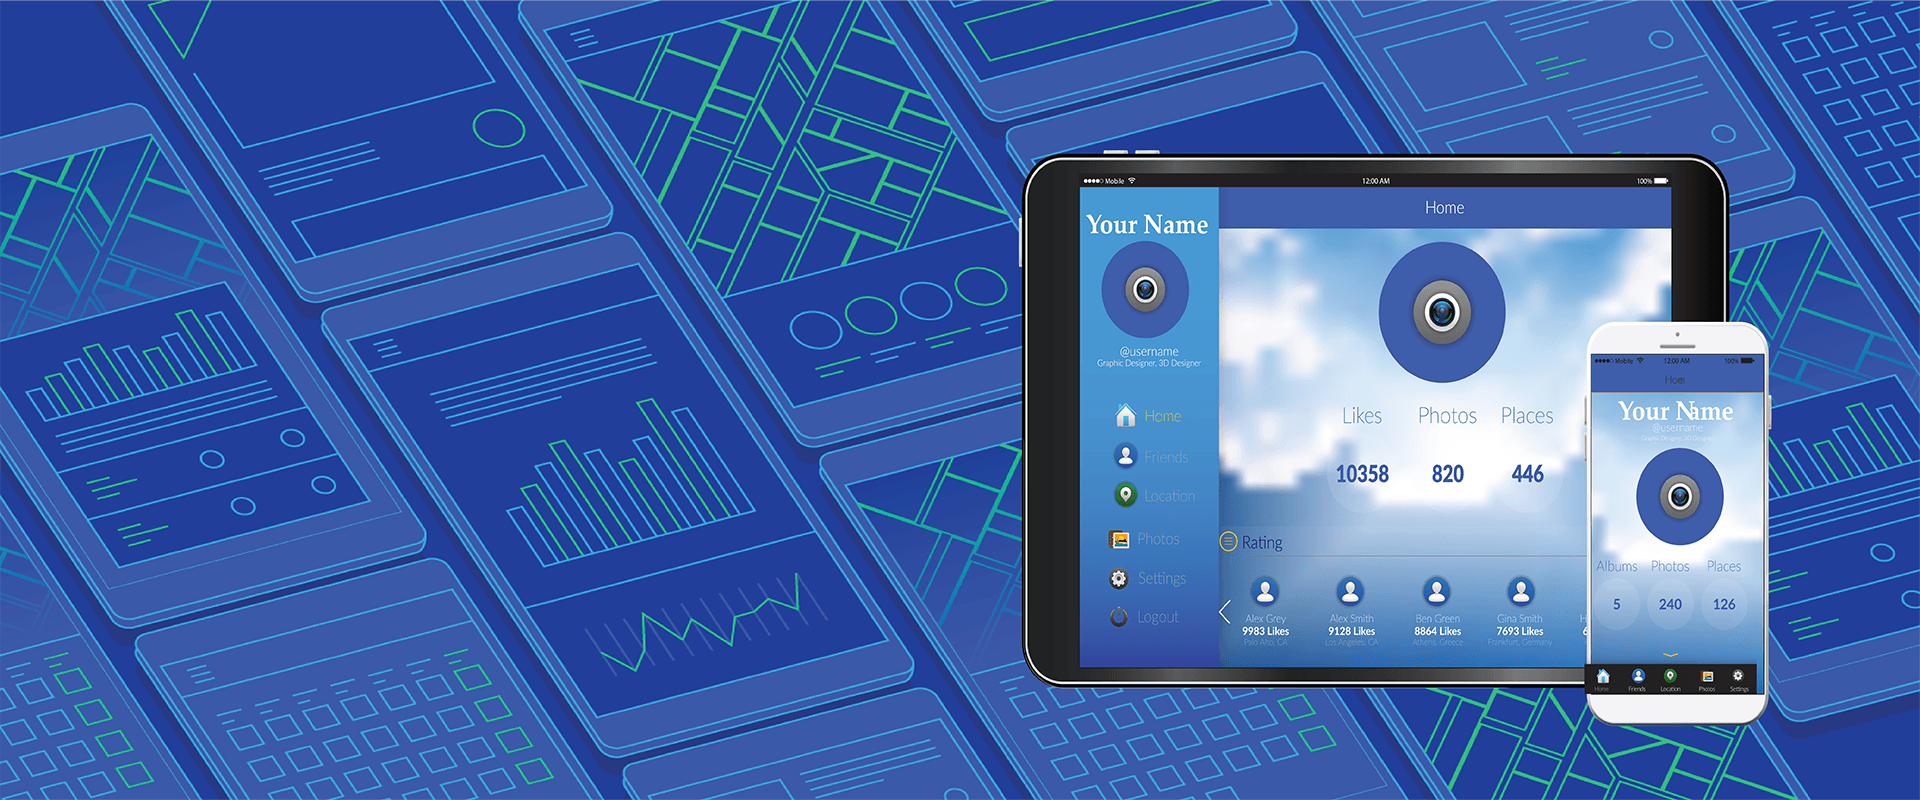 Mobile 12:00 AM 100%
Home
Your Name
@username
Graphic Designer, 3D Designer
Home
Friends
Location
Photos
Settings
Logout
Likes Photos Places
10358 820 446
Rating
Alex Grey Alex Smith Ben Green Gina Smith
9983 Likes 9128 Likes 8864 Likes 7693 Likes
Palo Alto, CA Los Angeles, CA Athens, Greece Frankfurt, Germany
Mobile 12:00 AM 100%
Your Name
@username
Graphic Designer, 3D Designer
Albums Photos Places
5 240 126
Home Friends Location Photos Settings